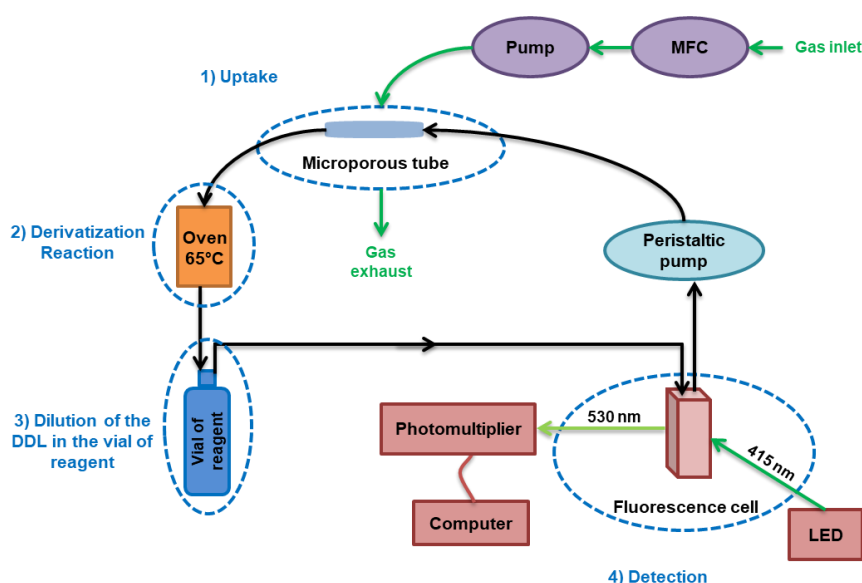 Pump
MFC
Gas inlet
1) Uptake
Microporous tube
2) Derivatization
Reaction
Oven
65°C
Gas
exhaust
Peristaltic
pump
3) Dilution of the
DDL in the vial of
reagent
Vial of
reagent
Photomultiplier
530 nm
415 nm
Computer
Fluorescence cell
LED
4) Detection